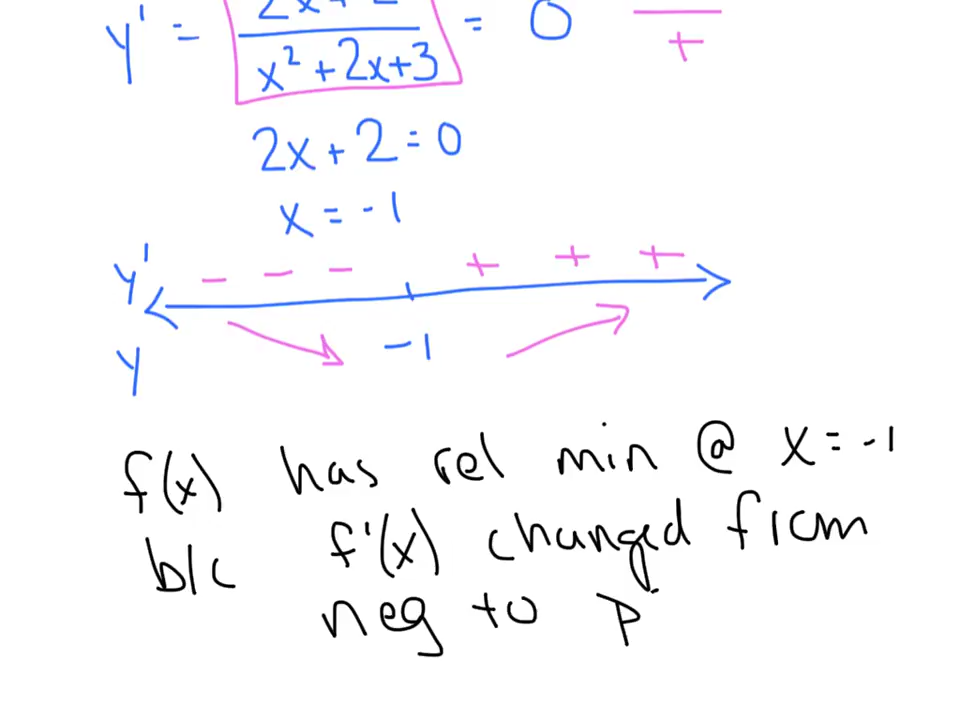 y' = 2x + 2 / x² + 2x + 3 = 0 +
2x + 2 = 0
x = -1
y' - - - + + +
-1
y
f(x) has rel min @ x = -1
b/c f'(x) changed from
neg to p